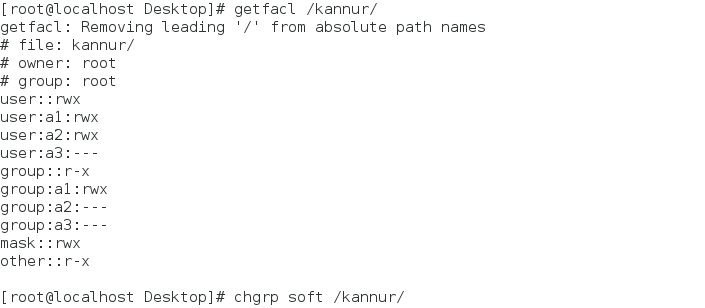 [root@localhost Desktop]# getfacl /kannur/
getfacl: Removing leading '/' from absolute path names
# file: kannur/
# owner: root
# group: root
user::rwx
user:a1:rwx
user:a2:rwx
user:a3:---
group::r-x
group:a1:rwx
group:a2:---
group:a3:---
mask::rwx
other::r-x
[root@localhost Desktop]# chgrp soft /kannur/